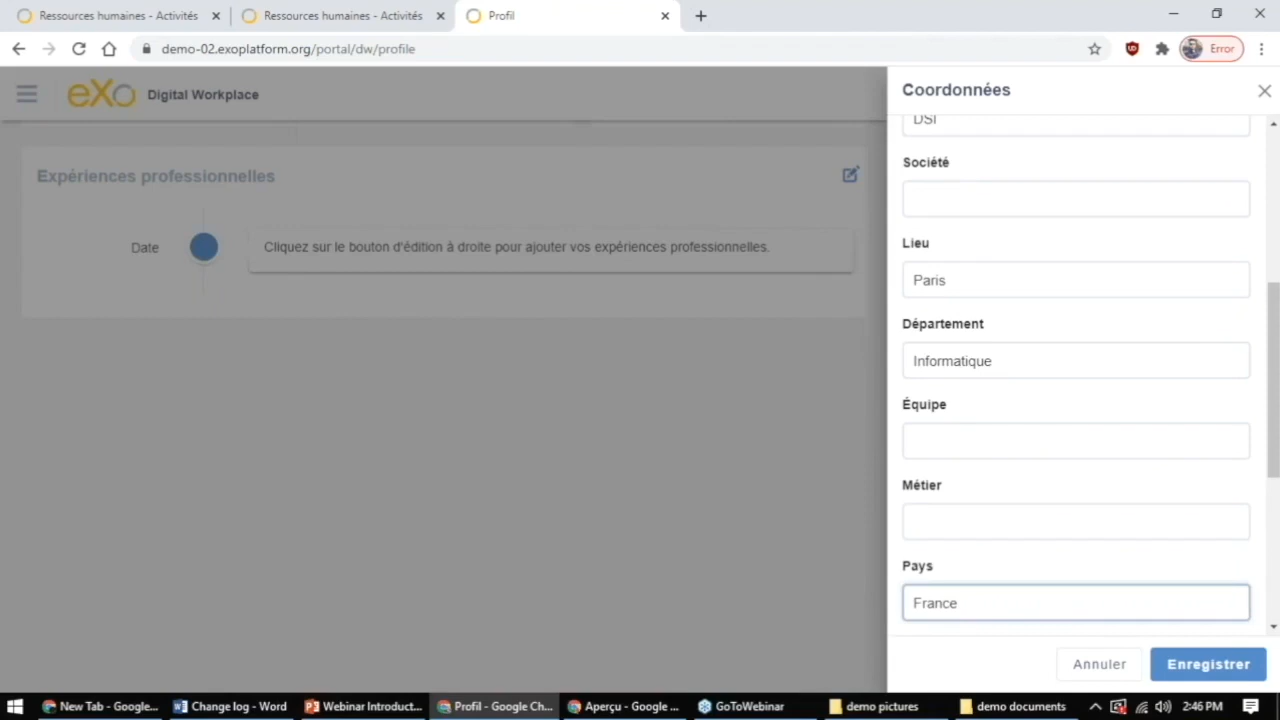 Ressources humaines - Activités
Ressources humaines - Activités
Profil
demo-02.exoplatform.org/portal/dw/profile
Error
eXo
Digital Workplace
Coordonnées
DSI
Société
Lieu
Paris
Département
Informatique
Équipe
Métier
Pays
France
Annuler
Enregistrer
Expériences professionnelles
Date
Cliquez sur le bouton d'édition à droite pour ajouter vos expériences professionnelles.
New Tab - Google...
Change log - Word
Webinar Introduct...
Profil - Google Ch...
Aperçu - Google ...
GoToWebinar
demo pictures
demo documents
2:46 PM